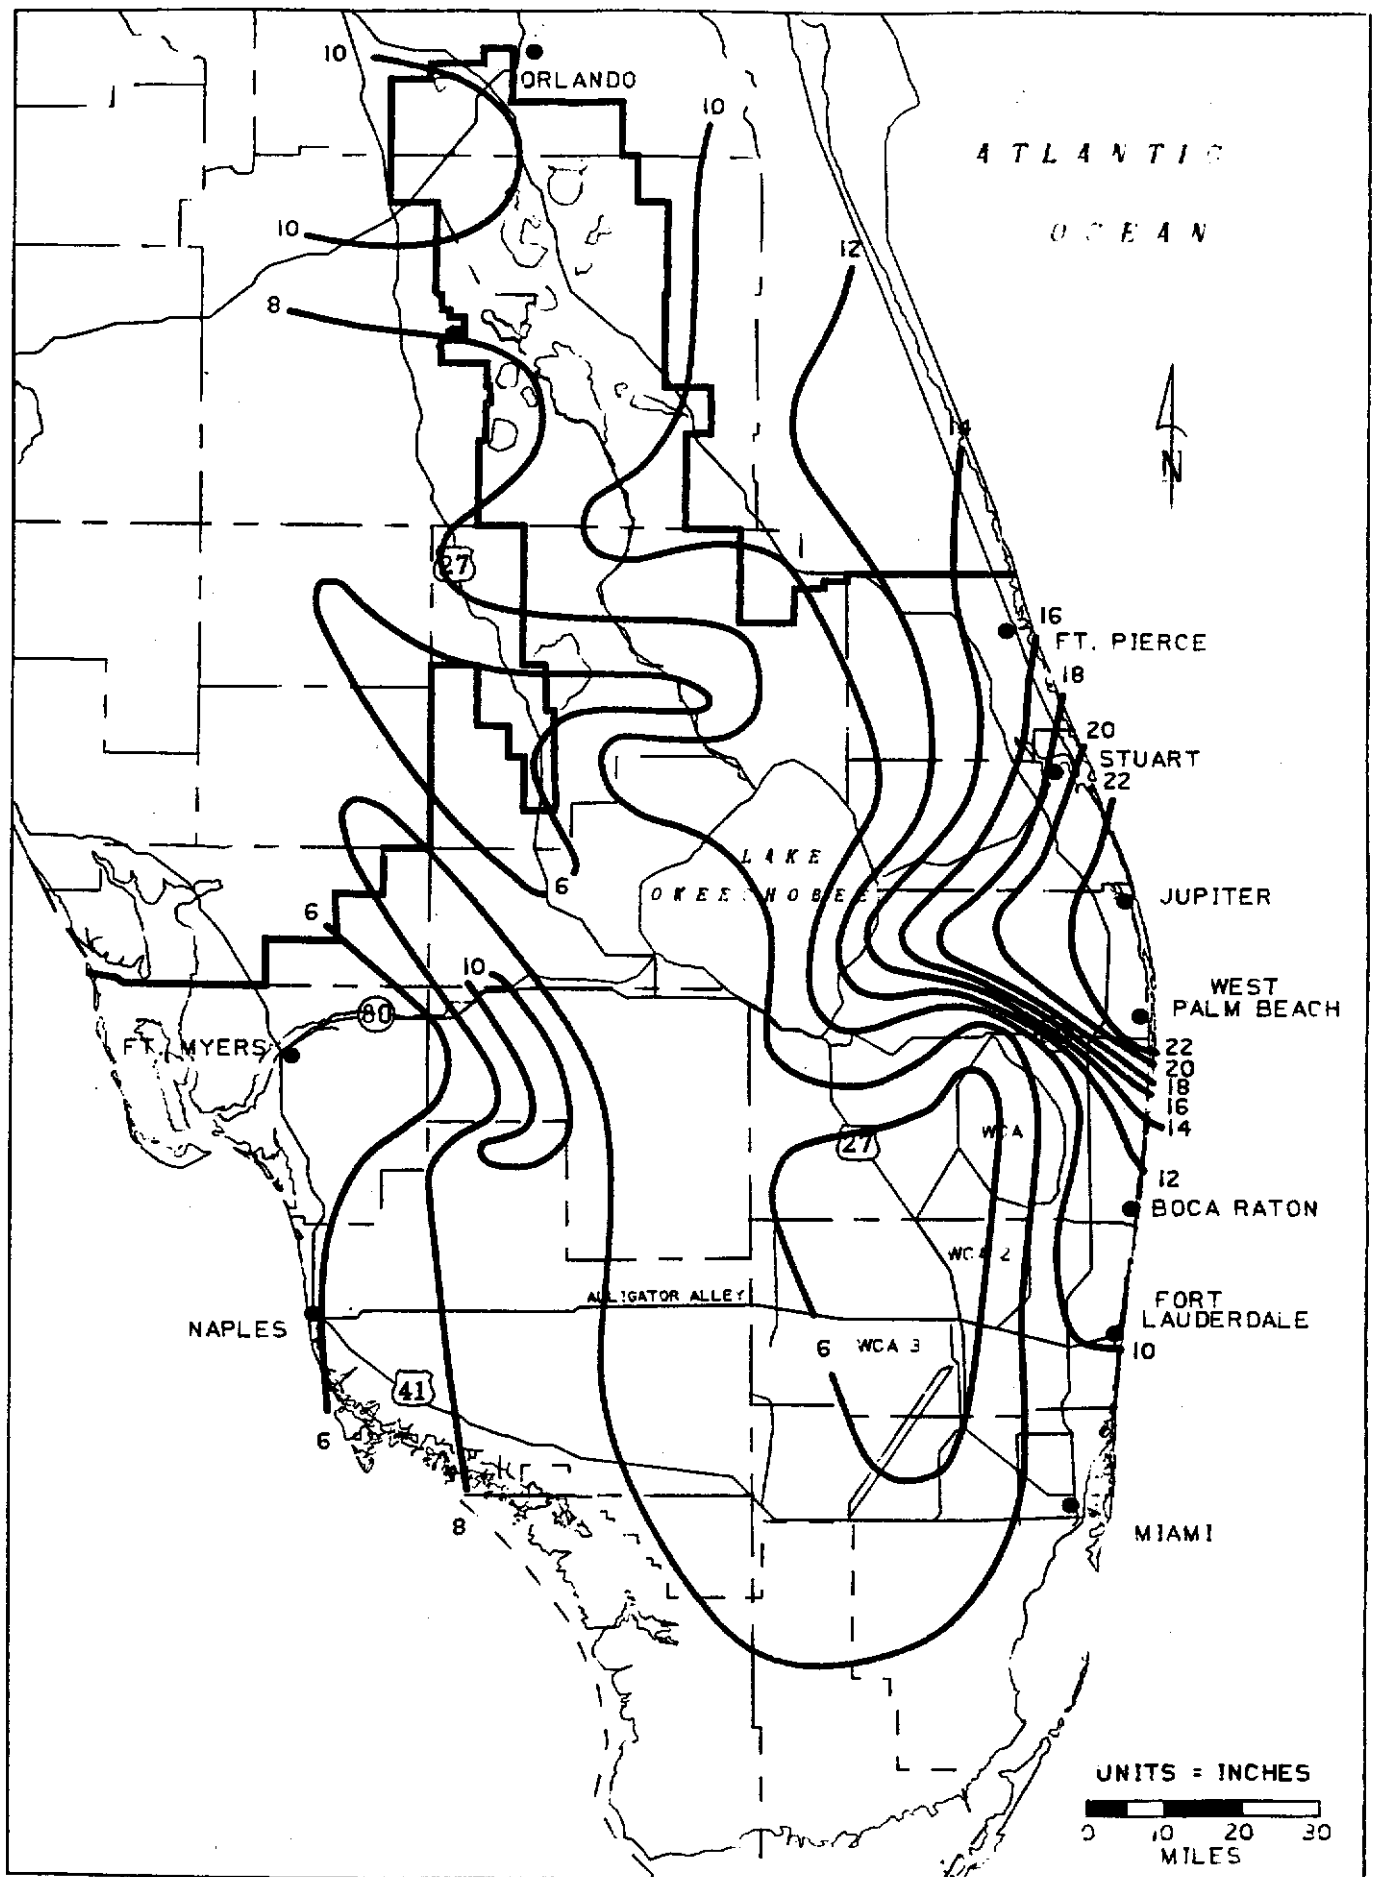 10
ORLANDO
10
ATLANTIC
OCEAN
10
12
8
14
N
27
16
FT. PIERCE
18
20
STUART
22
LAKE
6
JUPITER
6
10
WEST
PALM BEACH
80
FT. MYERS
22
20
18
16
14
WCA
27
12
BOCA RATON
WCA 2
ALLIGATOR ALLEY
FORT
LAUDERDALE
NAPLES
6
WCA 3
10
41
6
8
MIAMI
UNITS = INCHES
0 10 20 30
MILES